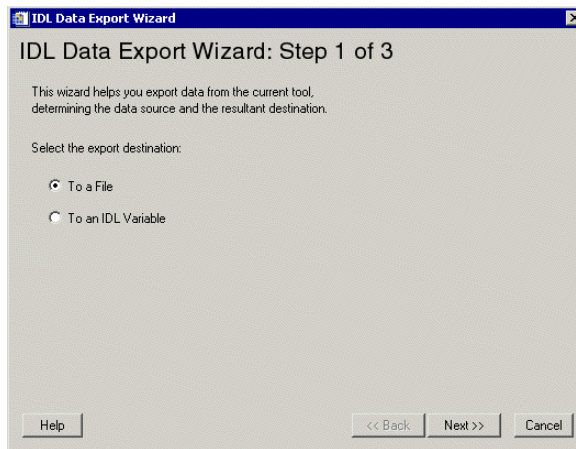 IDL Data Export Wizard
IDL Data Export Wizard: Step 1 of 3
This wizard helps you export data from the current tool,
determining the data source and the resultant destination.
Select the export destination:
To a File
To an IDL Variable
Help
<< Back
Next >>
Cancel